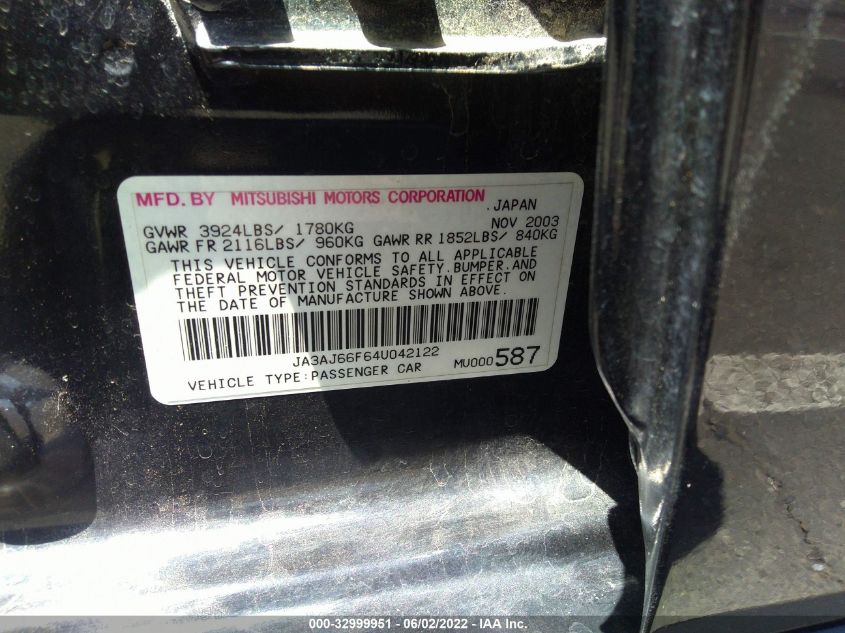 MFD. BY MITSUBISHI MOTORS CORPORATION
.JAPAN
GVWR 3924LBS/ 1780KG NOV 2003
GAWR FR 2116LBS/ 960KG GAWR RR 1852LBS/ 840KG
THIS VEHICLE CONFORMS TO ALL APPLICABLE
FEDERAL MOTOR VEHICLE SAFETY.BUMPER.AND
THEFT PREVENTION STANDARDS IN EFFECT ON
THE DATE OF MANUFACTURE SHOWN ABOVE.
JA3AJ66F64U042122
VEHICLE TYPE:PASSENGER CAR MU000587
000-32999951 - 06/02/2022 - IAA Inc.